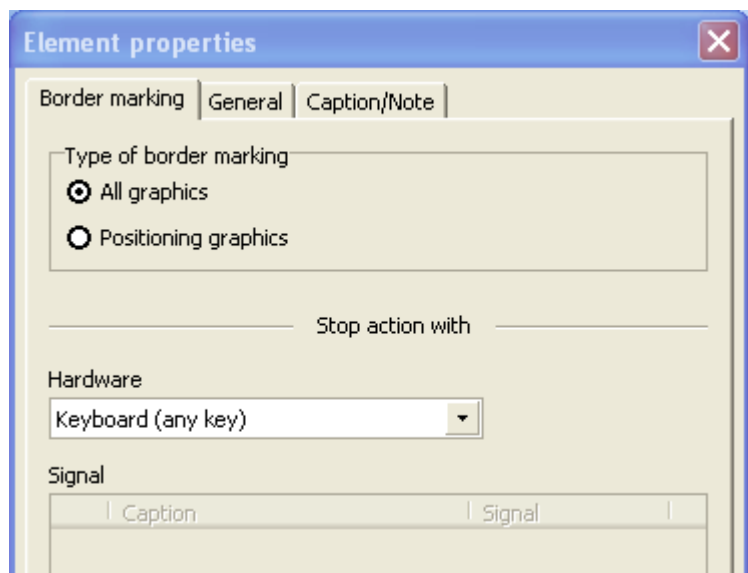 Element properties
Border marking General Caption/Note
Type of border marking
All graphics
Positioning graphics
Stop action with
Hardware
Keyboard (any key)
Signal
Caption Signal